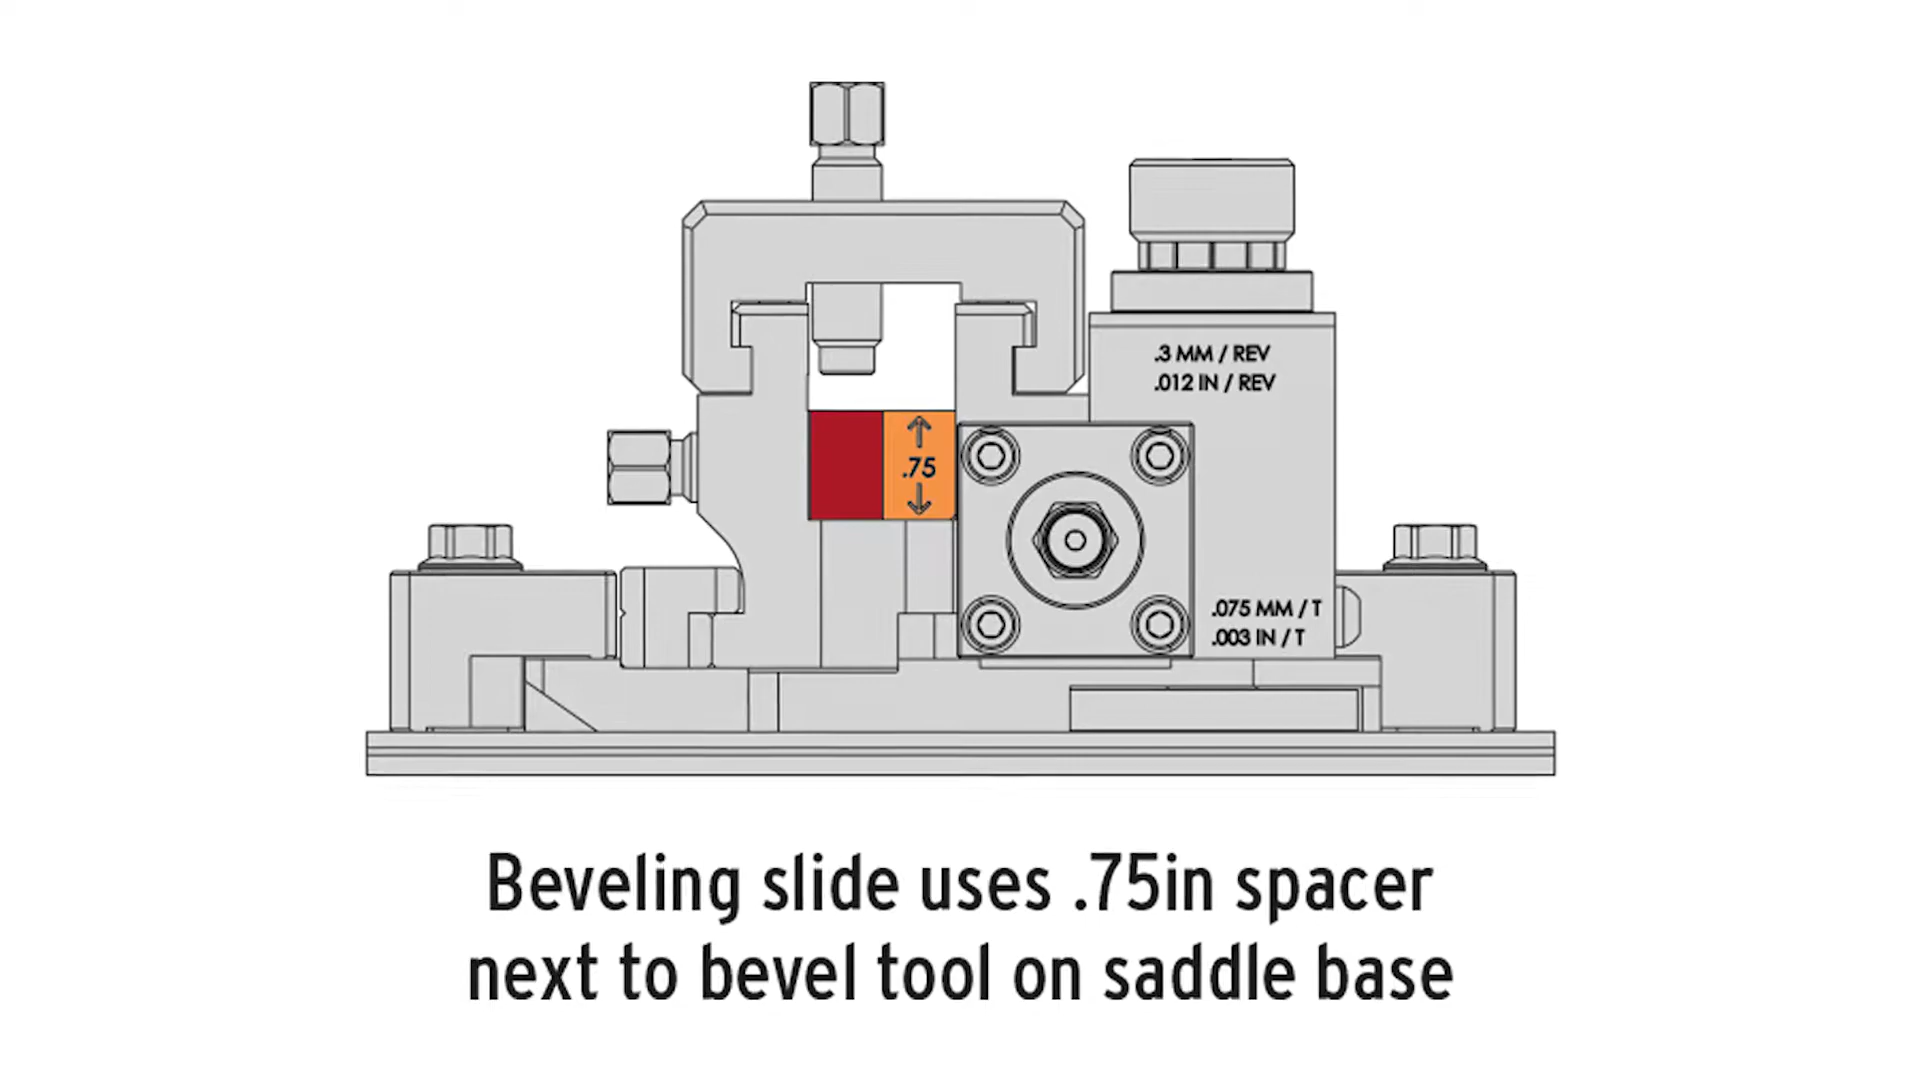 .3 MM / REV
.012 IN / REV
.75
.075 MM / T
.003 IN / T
Beveling slide uses .75in spacer
next to bevel tool on saddle base